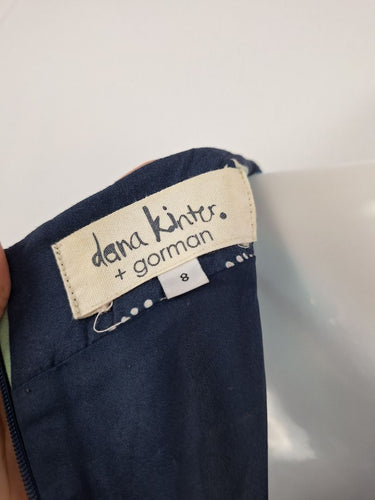 dana kinter.
+ gorman
8